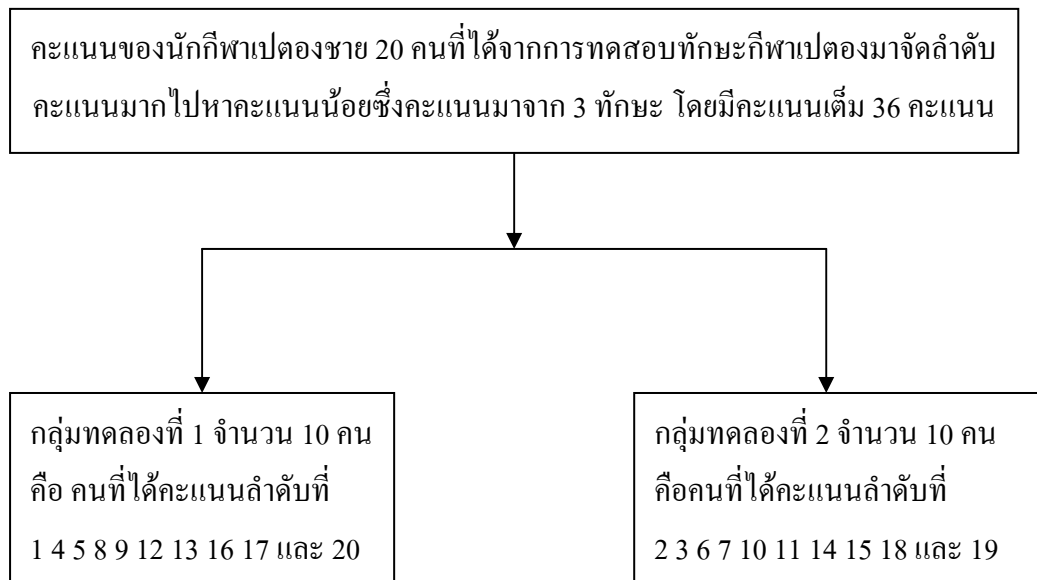 คะแนนของนักกีฬาเปตองชาย 20 คนที่ได้จากการทดสอบทักษะกีฬาเปตองมาจัดลำดับ
คะแนนมากไปหาคะแนนน้อยซึ่งคะแนนมาจาก 3 ทักษะ โดยมีคะแนนเต็ม 36 คะแนน
กลุ่มทดลองที่ 1 จำนวน 10 คน
คือ คนที่ได้คะแนนลำดับที่
1 4 5 8 9 12 13 16 17 และ 20
กลุ่มทดลองที่ 2 จำนวน 10 คน
คือคนที่ได้คะแนนลำดับที่
2 3 6 7 10 11 14 15 18 และ 19